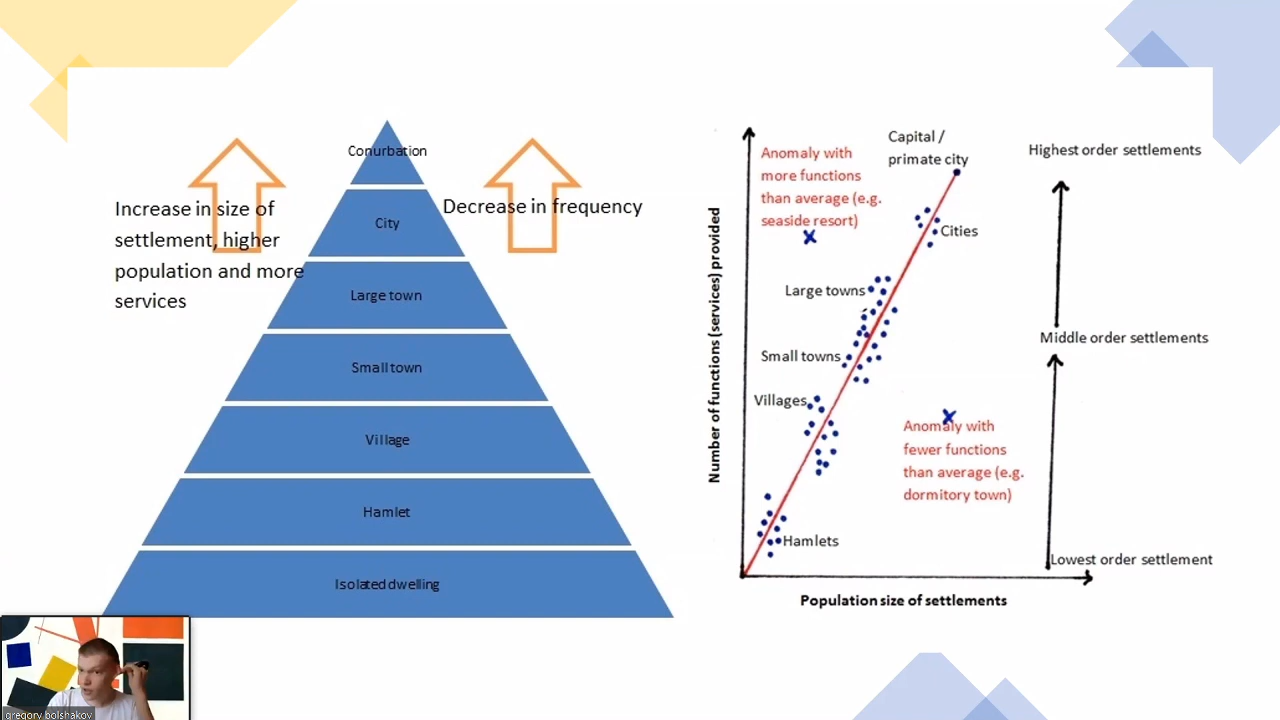 Conurbation
City
Large town
Small town
Village
Hamlet
Isolated dwelling
Increase in size of
settlement, higher
population and more
services
Decrease in frequency
Number of functions (services) provided
Anomaly with
more functions
than average (e.g.
seaside resort)
Capital /
primate city
Cities
Large towns
Small towns
Villages
Hamlets
Anomaly with
fewer functions
than average (e.g.
dormitory town)
Highest order settlements
Middle order settlements
Lowest order settlement
Population size of settlements
gregory bolshakov